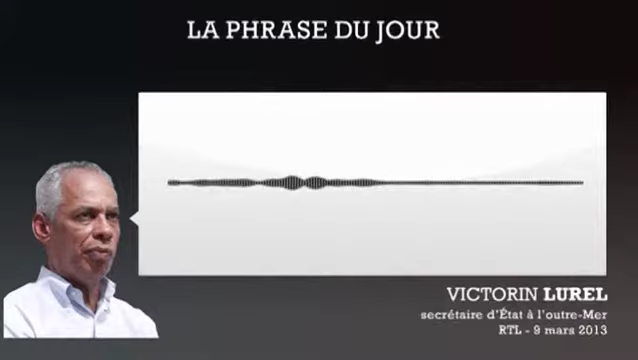 LA PHRASE DU JOUR
VICTORIN LUREL
secrétaire d'État à l'outre-Mer
RTL - 9 mars 2013